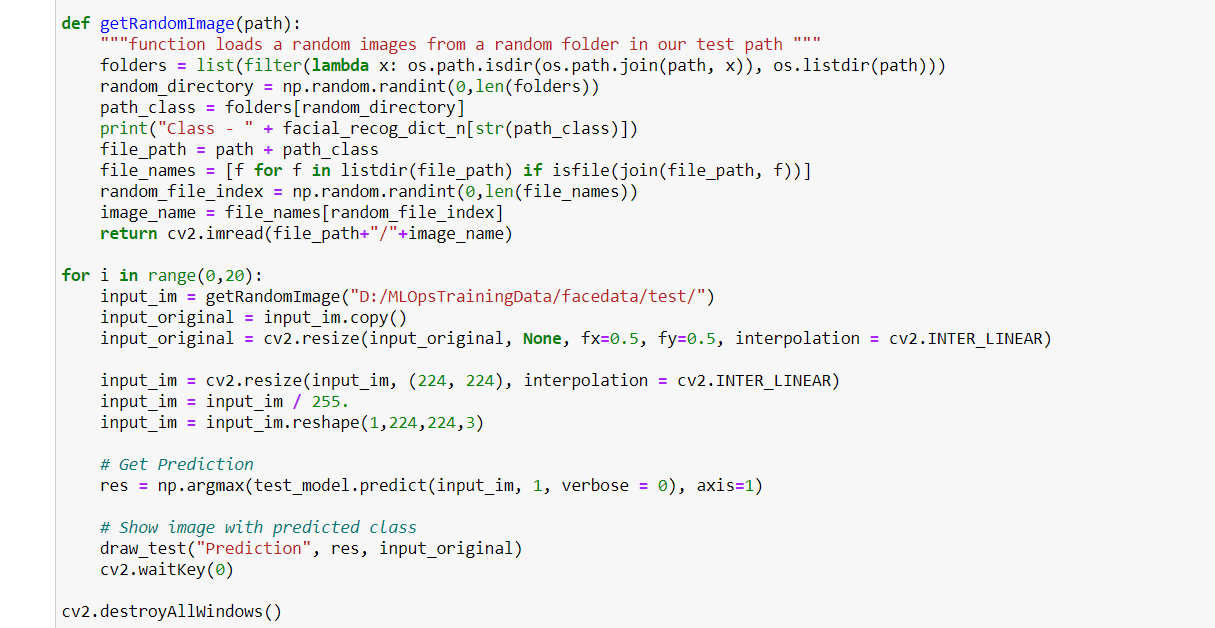 def getRandomImage(path):
    """function loads a random images from a random folder in our test path """
    folders = list(filter(lambda x: os.path.isdir(os.path.join(path, x)), os.listdir(path)))
    random_directory = np.random.randint(0,len(folders))
    path_class = folders[random_directory]
    print("Class - " + facial_recog_dict_n[str(path_class)])
    file_path = path + path_class
    file_names = [f for f in listdir(file_path) if isfile(join(file_path, f))]
    random_file_index = np.random.randint(0,len(file_names))
    image_name = file_names[random_file_index]
    return cv2.imread(file_path+"/"+image_name)

for i in range(0,20):
    input_im = getRandomImage("D:/MLOpsTrainingData/facedata/test/")
    input_original = input_im.copy()
    input_original = cv2.resize(input_original, None, fx=0.5, fy=0.5, interpolation = cv2.INTER_LINEAR)

    input_im = cv2.resize(input_im, (224, 224), interpolation = cv2.INTER_LINEAR)
    input_im = input_im / 255.
    input_im = input_im.reshape(1,224,224,3)

    # Get Prediction
    res = np.argmax(test_model.predict(input_im, 1, verbose = 0), axis=1)

    # Show image with predicted class
    draw_test("Prediction", res, input_original)
    cv2.waitKey(0)

cv2.destroyAllWindows()